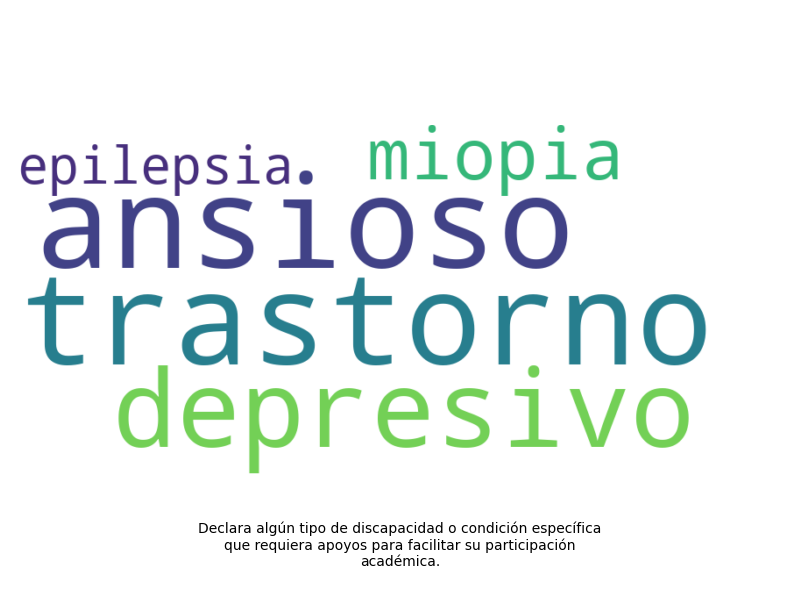 epilepsia miopia
ansioso
trastorno
depresivo
Declara algún tipo de discapacidad o condición específica
que requiera apoyos para facilitar su participación
académica.